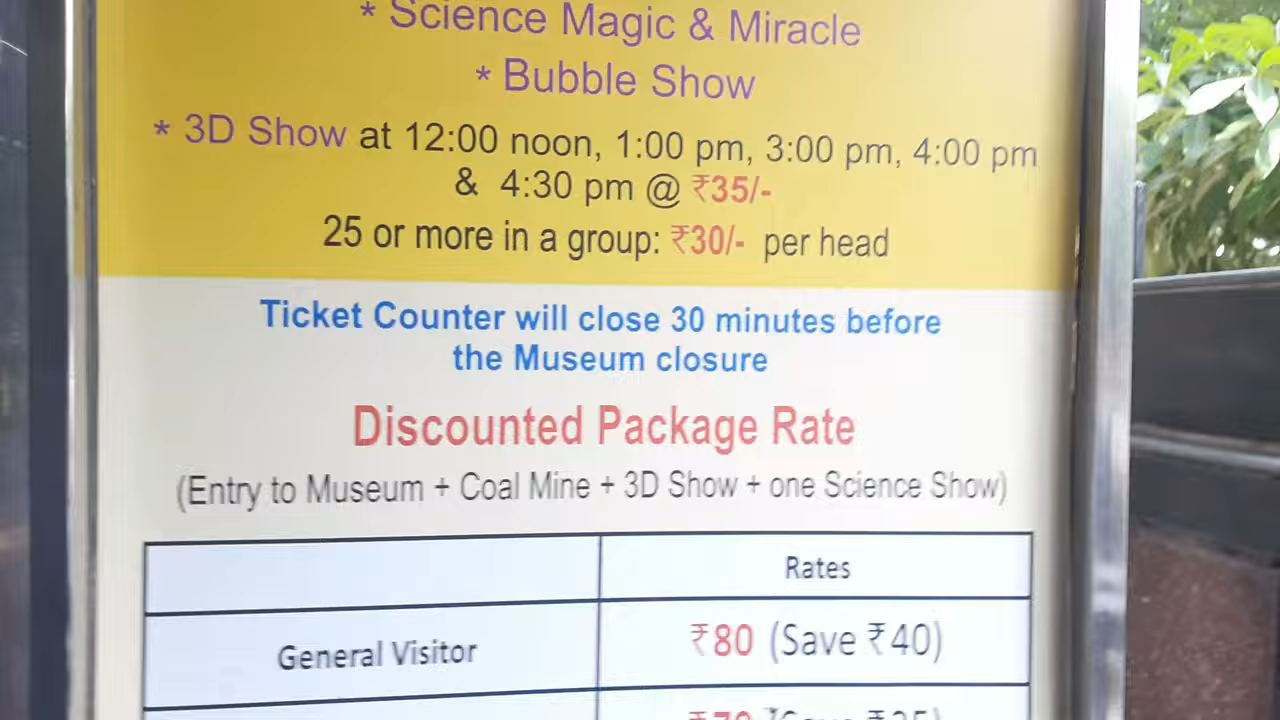 * Science Magic & Miracle
* Bubble Show
* 3D Show at 12:00 noon, 1:00 pm, 3:00 pm, 4:00 pm
& 4:30 pm @ ₹35/-
25 or more in a group: ₹30/- per head
Ticket Counter will close 30 minutes before
the Museum closure
Discounted Package Rate
(Entry to Museum + Coal Mine + 3D Show + one Science Show)
Rates
General Visitor ₹80 (Save ₹40)